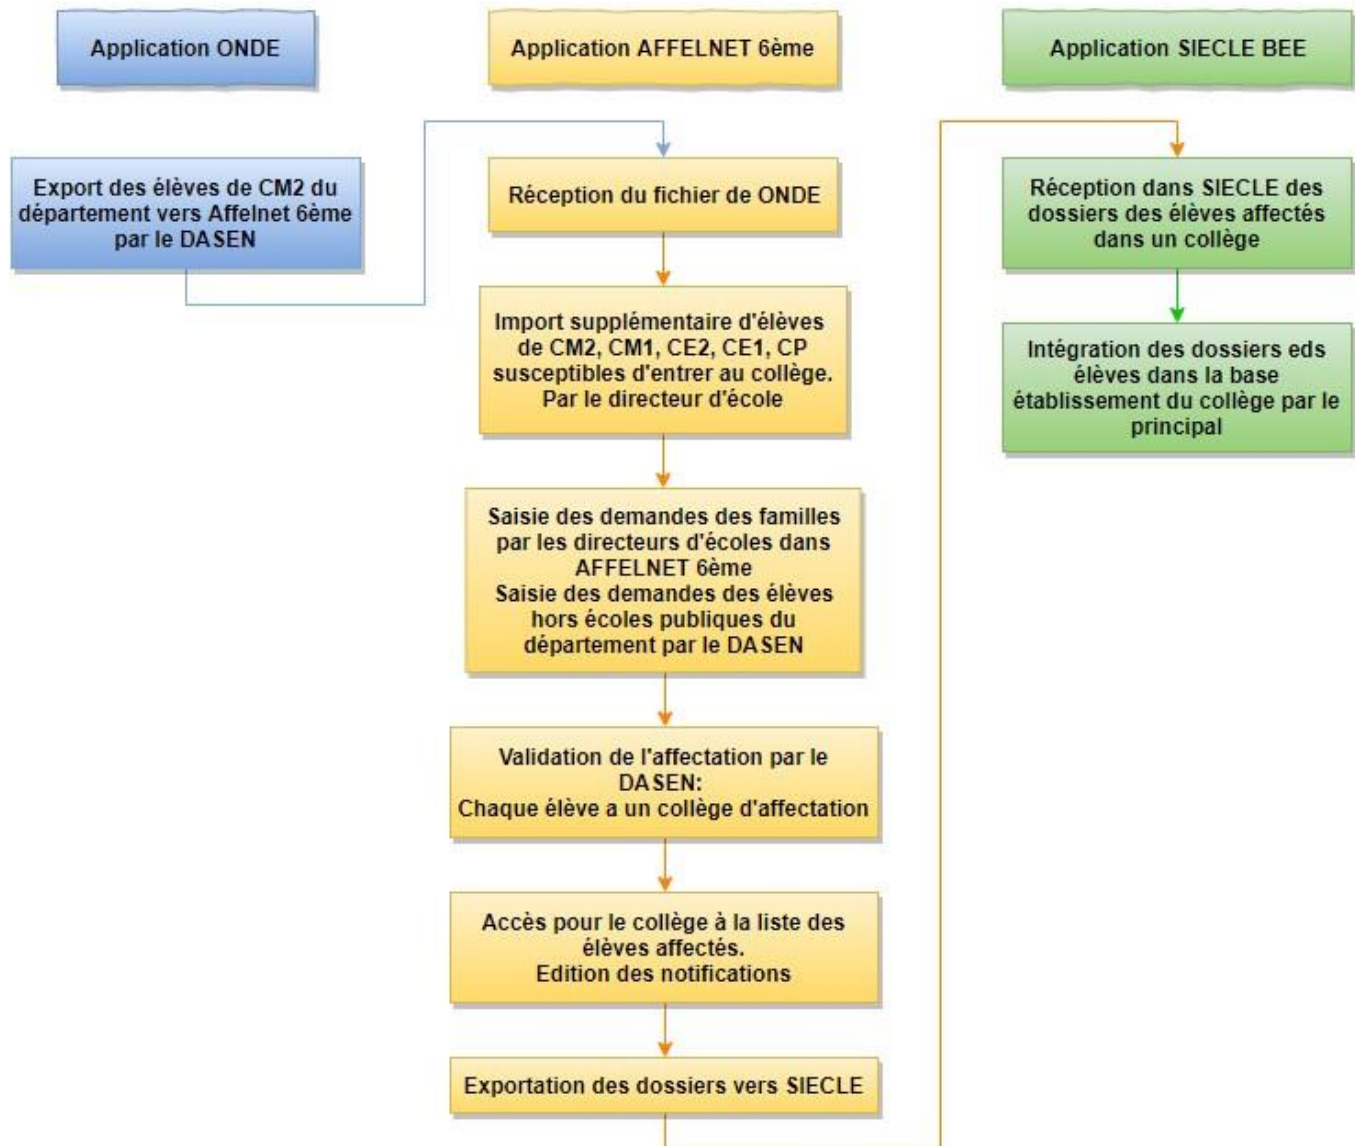 Application ONDE
Application AFFELNET 6ème
Application SIECLE BEE
Export des élèves de CM2 du
département vers Affelnet 6ème
par le DASEN
Réception du fichier de ONDE
Import supplémentaire d'élèves
de CM2, CM1, CE2, CE1, CP
susceptibles d'entrer au collège.
Par le directeur d'école
Saisie des demandes des familles
par les directeurs d'écoles dans
AFFELNET 6ème
Saisie des demandes des élèves
hors écoles publiques du
département par le DASEN
Validation de l'affectation par le
DASEN:
Chaque élève a un collège d'affectation
Accès pour le collège à la liste des
élèves affectés.
Edition des notifications
Exportation des dossiers vers SIECLE
Réception dans SIECLE des
dossiers des élèves affectés
dans un collège
Intégration des dossiers eds
élèves dans la base
établissement du collège par le
principal